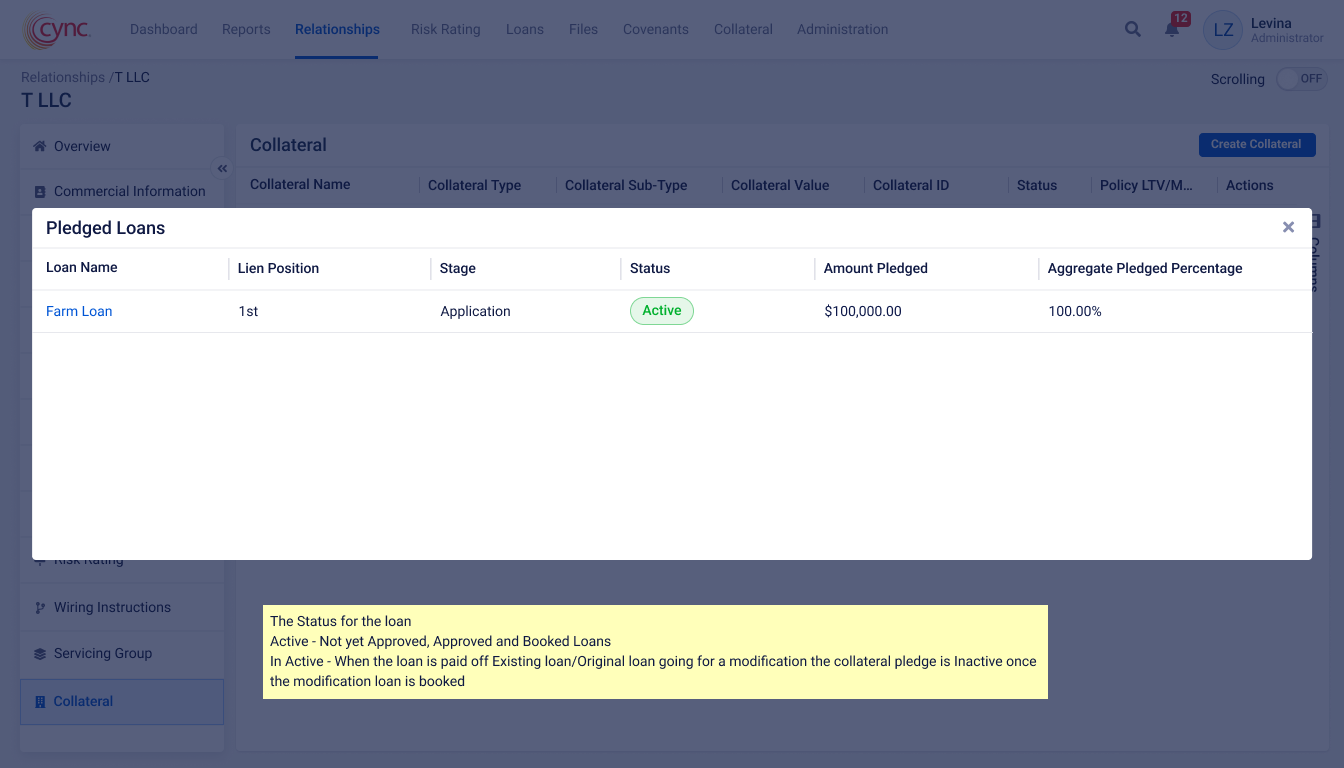 cync
Dashboard
Reports
Relationships
Risk Rating
Loans
Files
Covenants
Collateral
Administration
12
LZ
Levina
Administrator
Relationships /T LLC
T LLC
Scrolling
OFF
Overview
Commercial Information
Collateral
Create Collateral
Collateral Name
Collateral Type
Collateral Sub-Type
Collateral Value
Collateral ID
Status
Policy LTV/M...
Actions
Columns
Pledged Loans
Loan Name
Lien Position
Stage
Status
Amount Pledged
Aggregate Pledged Percentage
Farm Loan
1st
Application
Active
$100,000.00
100.00%
Risk Rating
Wiring Instructions
Servicing Group
Collateral
The Status for the loan
Active - Not yet Approved, Approved and Booked Loans
In Active - When the loan is paid off Existing loan/Original loan going for a modification the collateral pledge is Inactive once
the modification loan is booked